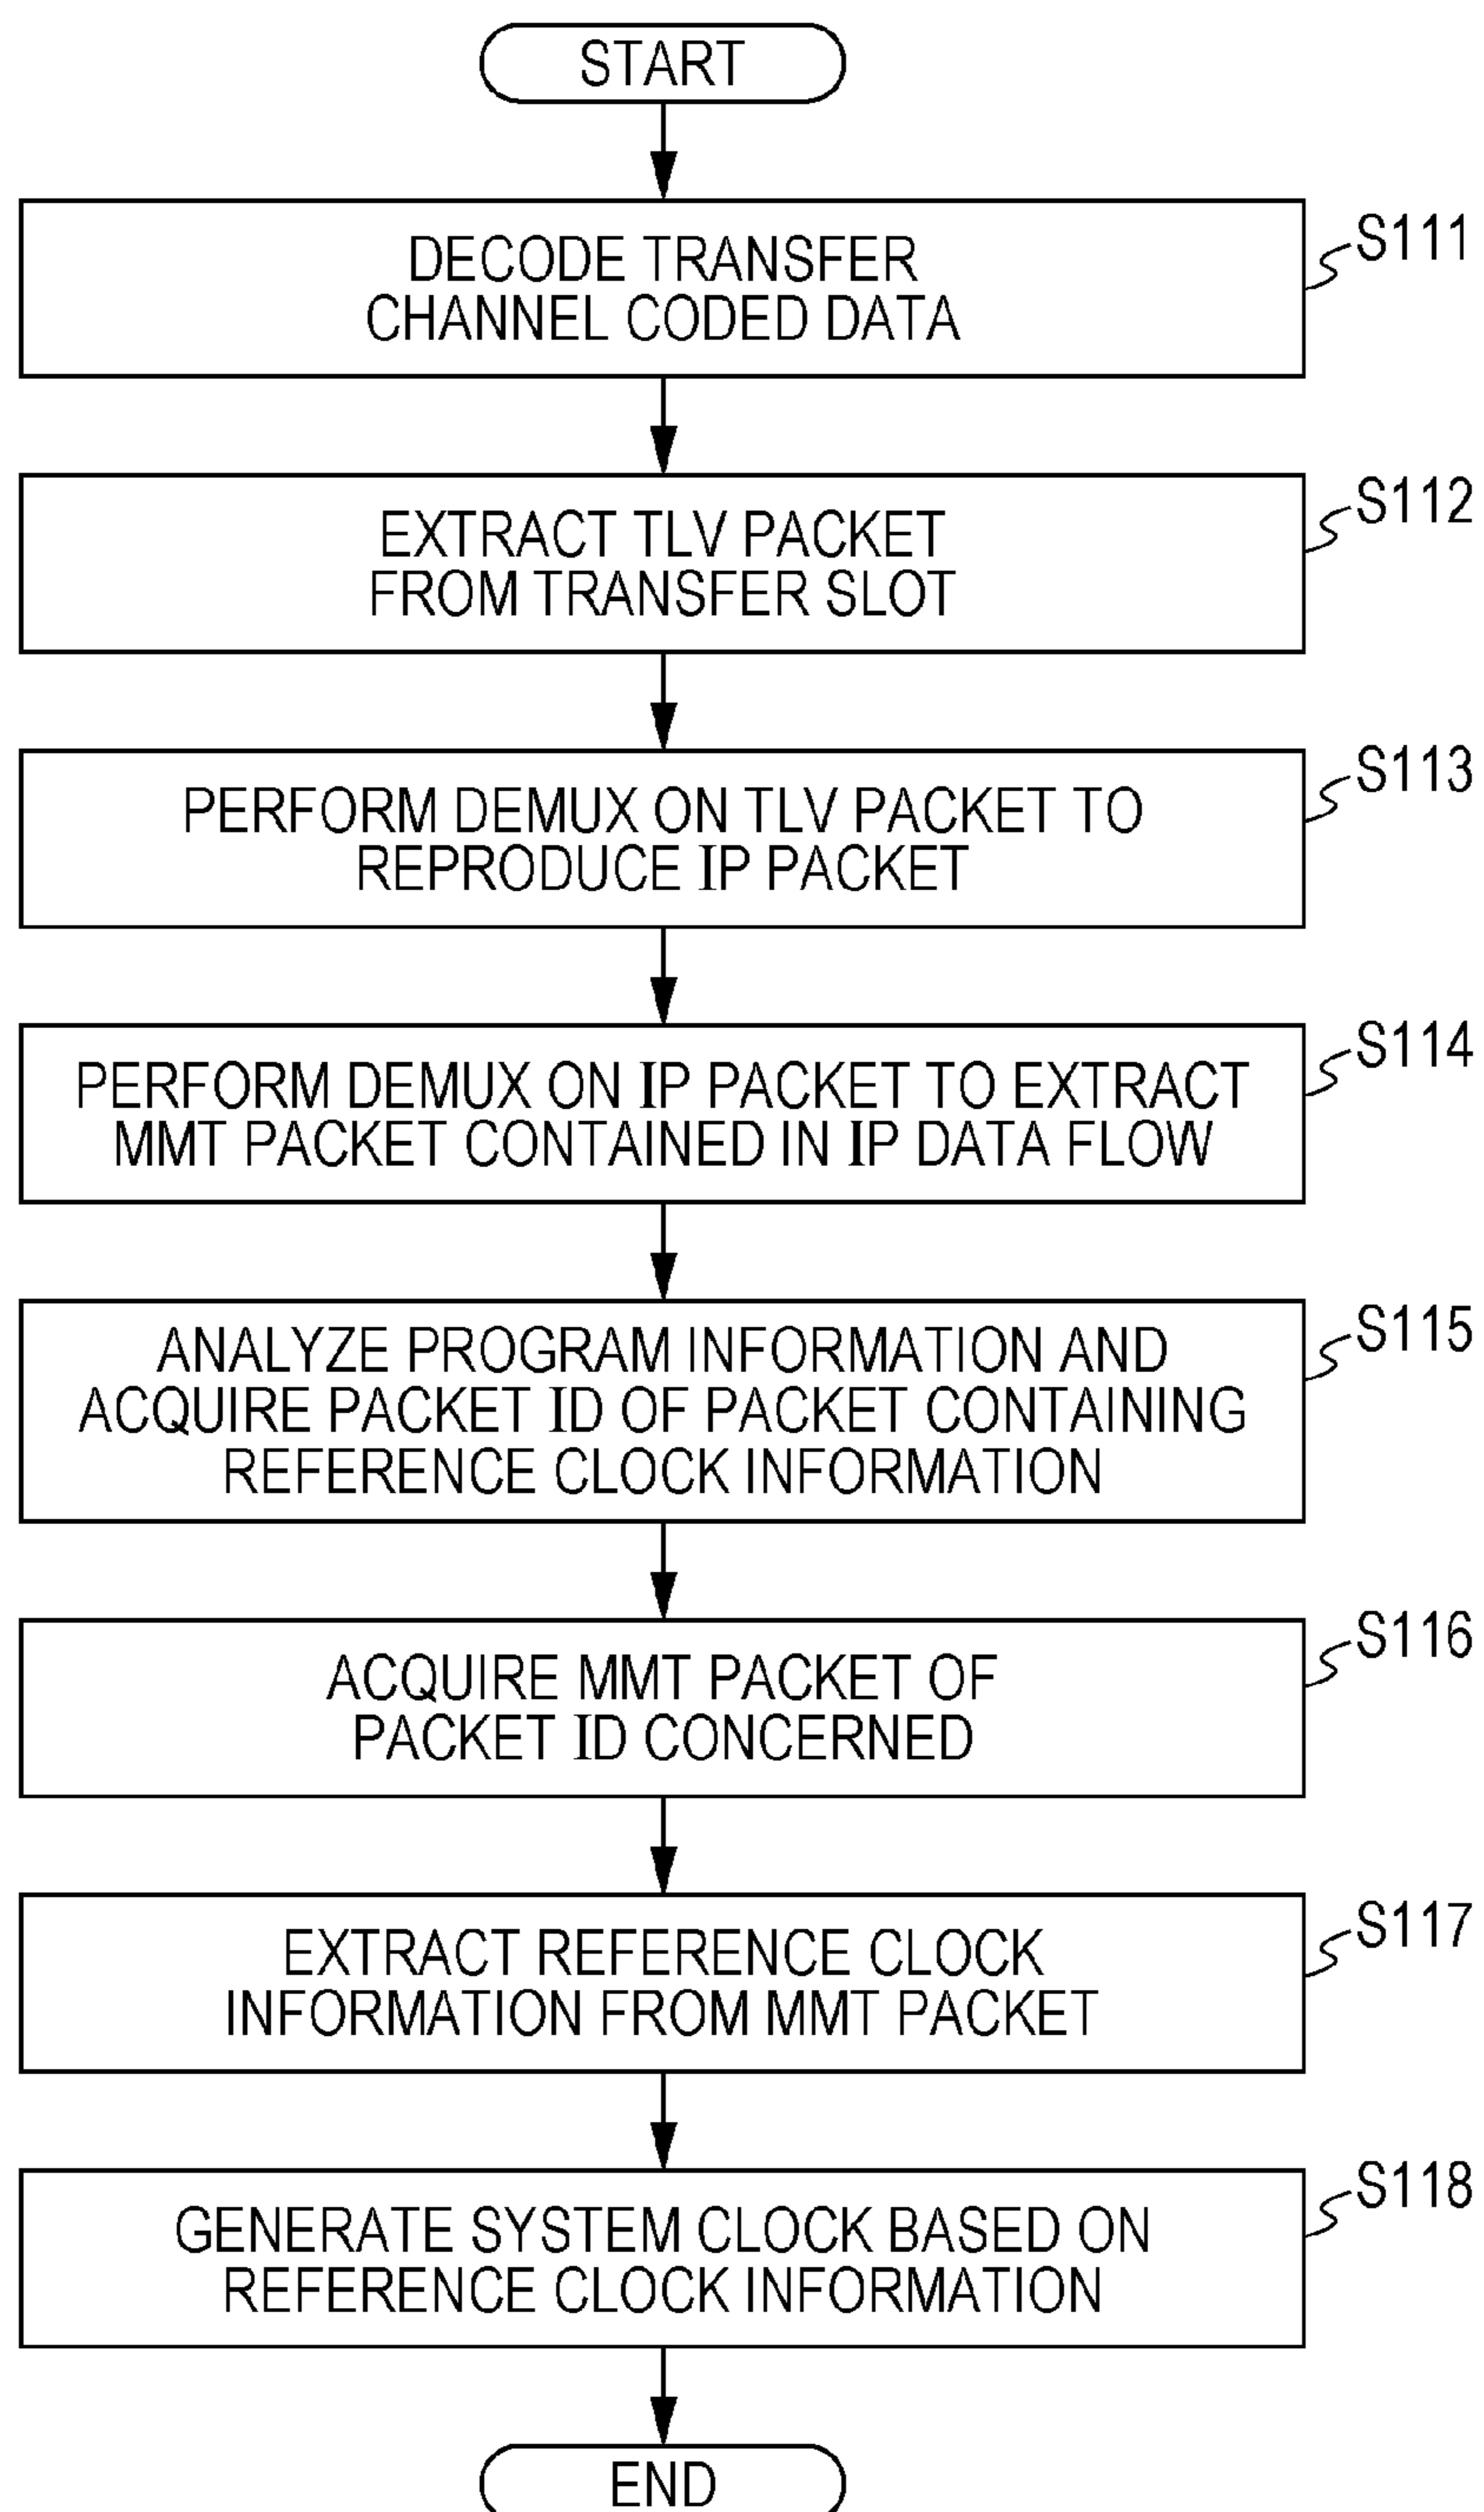 START
DECODE TRANSFER
CHANNEL CODED DATA
S111
EXTRACT TLV PACKET
FROM TRANSFER SLOT
S112
PERFORM DEMUX ON TLV PACKET TO
REPRODUCE IP PACKET
S113
PERFORM DEMUX ON IP PACKET TO EXTRACT
MMT PACKET CONTAINED IN IP DATA FLOW
S114
ANALYZE PROGRAM INFORMATION AND
ACQUIRE PACKET ID OF PACKET CONTAINING
REFERENCE CLOCK INFORMATION
S115
ACQUIRE MMT PACKET OF
PACKET ID CONCERNED
S116
EXTRACT REFERENCE CLOCK
INFORMATION FROM MMT PACKET
S117
GENERATE SYSTEM CLOCK BASED ON
REFERENCE CLOCK INFORMATION
S118
END